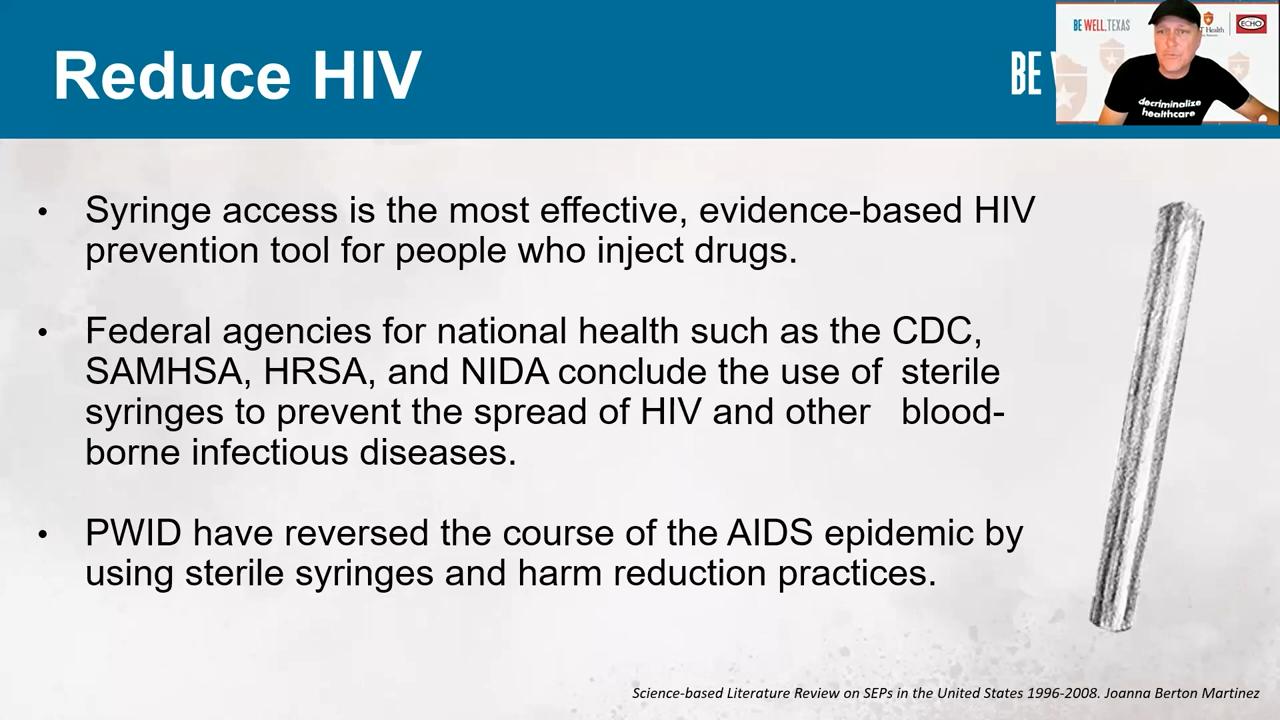 Reduce HIV
BE
BE WELL, TEXAS
Health
ECHO
decriminalize
healthcare
• Syringe access is the most effective, evidence-based HIV
prevention tool for people who inject drugs.
• Federal agencies for national health such as the CDC,
SAMHSA, HRSA, and NIDA conclude the use of sterile
syringes to prevent the spread of HIV and other blood-
borne infectious diseases.
• PWID have reversed the course of the AIDS epidemic by
using sterile syringes and harm reduction practices.
Science-based Literature Review on SEPs in the United States 1996-2008. Joanna Berton Martinez